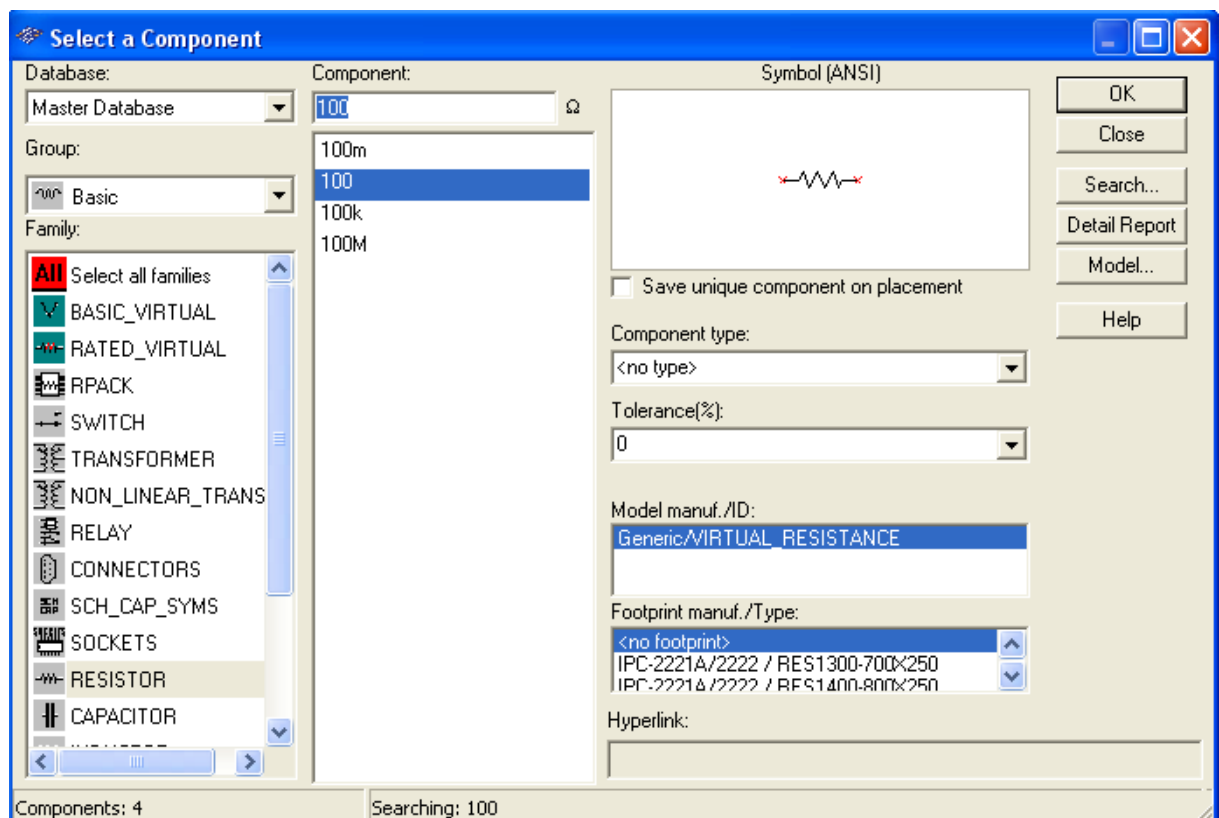 Select a Component
Database:
Master Database
Group:
Basic
Family:
All Select all families
BASIC_VIRTUAL
RATED_VIRTUAL
RPACK
SWITCH
TRANSFORMER
NON_LINEAR_TRANS
RELAY
CONNECTORS
SCH_CAP_SYMS
SOCKETS
RESISTOR
CAPACITOR
Component:
100 Ω
100m
100
100k
100M
Symbol (ANSI)
Save unique component on placement
Component type:
<no type>
Tolerance(%):
0
Model manuf./ID:
Generic/VIRTUAL_RESISTANCE
Footprint manuf./Type:
<no footprint>
IPC-2221A/2222 / RES1300-700X250
IPC-2221A/2222 / RES1400-800X250
Hyperlink:
OK
Close
Search...
Detail Report
Model...
Help
Components: 4
Searching: 100